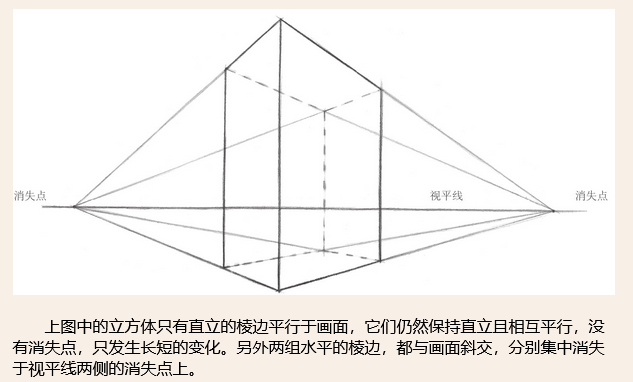 消失点
视平线
消失点
上图中的立方体只有直立的棱边平行于画面，它们仍然保持直立且相互平行，没
有消失点，只发生长短的变化。另外两组水平的棱边，都与画面斜交，分别集中消失
于视平线两侧的消失点上。